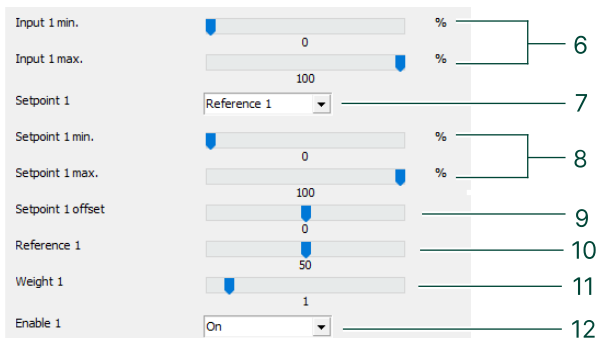 Input 1 min.
%
0
6
Input 1 max.
%
100
Setpoint 1
Reference 1
7
Setpoint 1 min.
%
0
8
Setpoint 1 max.
%
100
Setpoint 1 offset
0
9
Reference 1
50
10
Weight 1
1
11
Enable 1
On
12